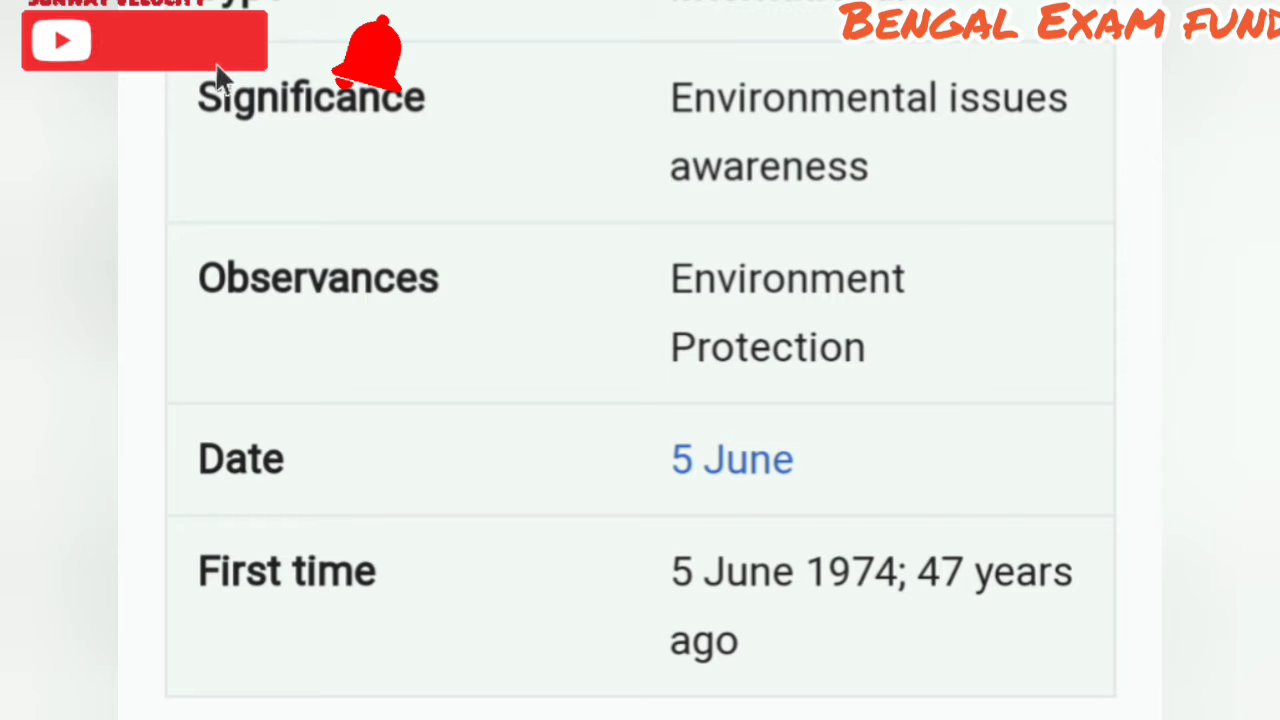 BENGAL EXAM FUND
Significance
Environmental issues
awareness
Observances
Environment
Protection
Date
5 June
First time
5 June 1974; 47 years
ago